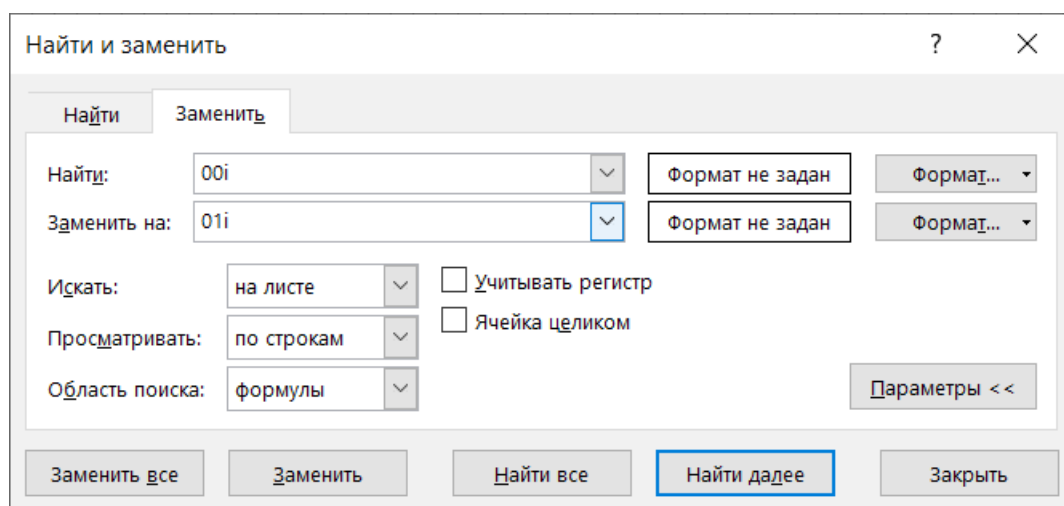 Найти и заменить ?
Найти Заменить
Найти: 00i Формат не задан Формат...
Заменить на: 01i Формат не задан Формат...
Искать: на листе Учитывать регистр
Ячейка целиком
Просматривать: по строкам
Область поиска: формулы Параметры <<
Заменить все Заменить Найти все Найти далее Закрыть